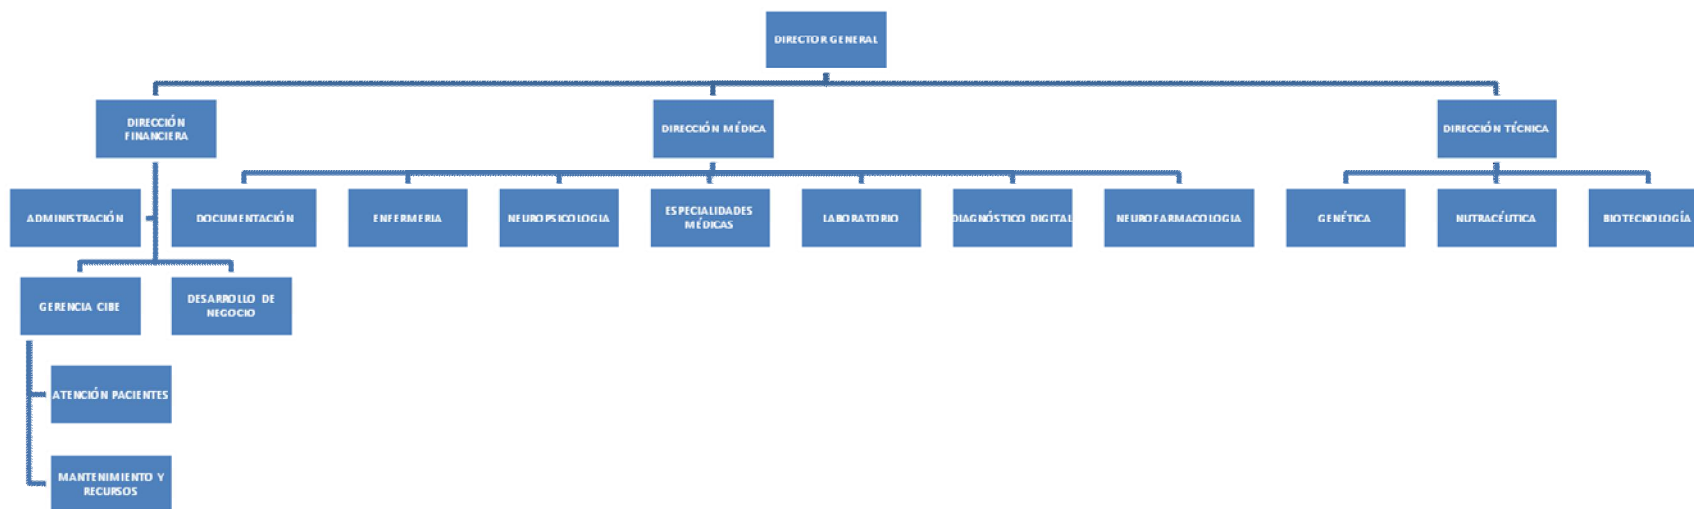 DIRECTOR GENERAL
DIRECCIÓN
FINANCIERA
DIRECCIÓN MÉDICA
DIRECCIÓN TÉCNICA
ADMINISTRACIÓN
DOCUMENTACIÓN
ENFERMERIA
NEUROPSICOLOGIA
ESPECIALIDADES
MÉDICAS
LABORATORIO
DIAGNÓSTICO DIGITAL
NEUROFARMACOLOGIA
GENÉTICA
NUTRACÉUTICA
BIOTECNOLOGÍA
GERENCIA CIBE
DESARROLLO DE
NEGOCIO
ATENCIÓN PACIENTES
MANTENIMIENTO Y
RECURSOS